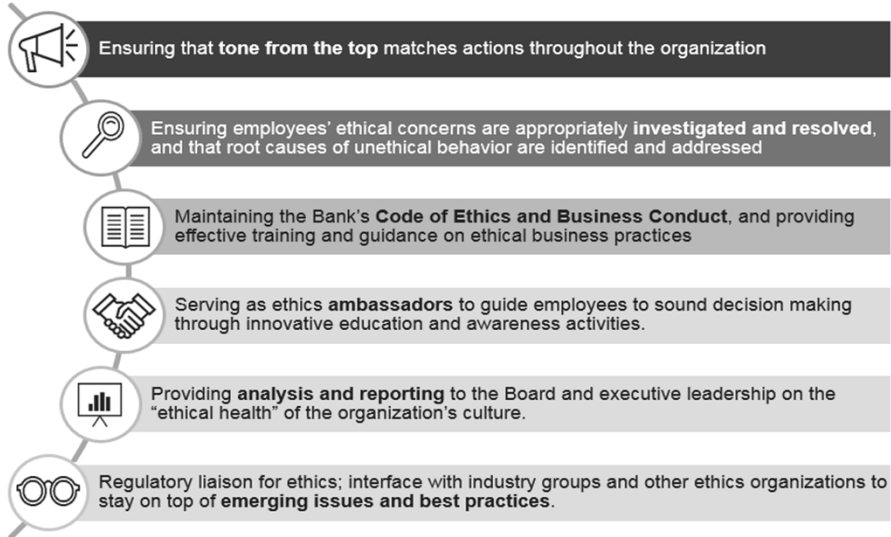 Ensuring that tone from the top matches actions throughout the organization
Ensuring employees’ ethical concerns are appropriately investigated and resolved,
and that root causes of unethical behavior are identified and addressed
Maintaining the Bank’s Code of Ethics and Business Conduct, and providing
effective training and guidance on ethical business practices
Serving as ethics ambassadors to guide employees to sound decision making
through innovative education and awareness activities.
Providing analysis and reporting to the Board and executive leadership on the
“ethical health” of the organization’s culture.
Regulatory liaison for ethics; interface with industry groups and other ethics organizations to
stay on top of emerging issues and best practices.